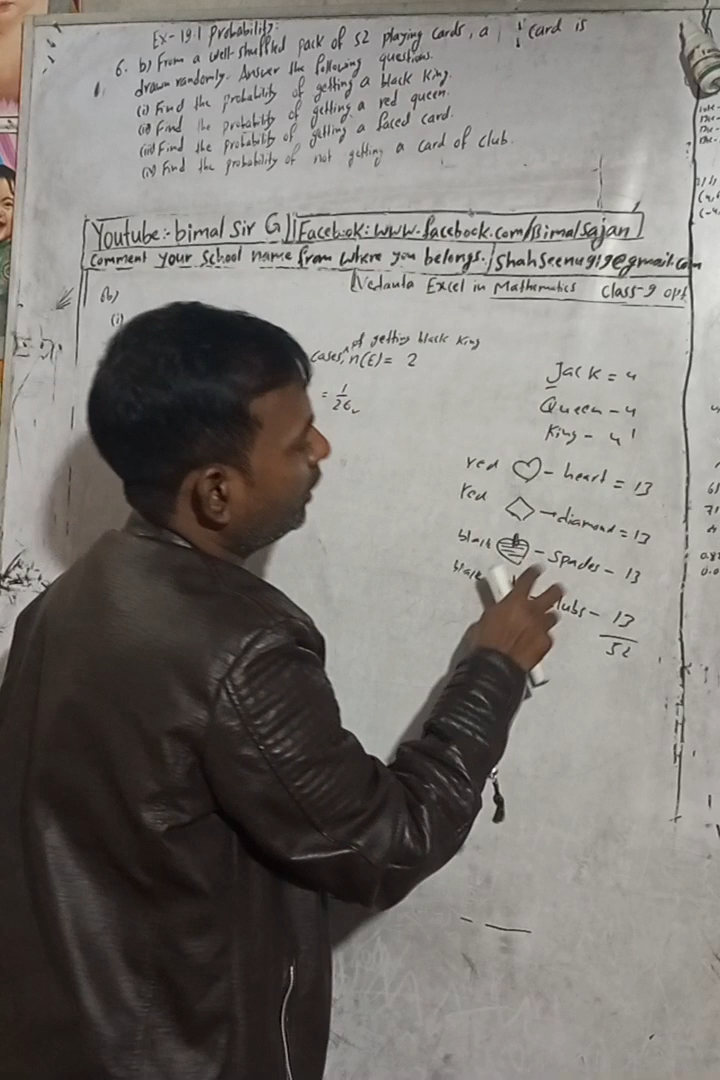 Ex- 19.1 Probability:
6. b) From a well-shuffled pack of 52 playing cards, a card is
drawn randomly. Answer the following questions.
(i) Find the probability of getting a black king.
(ii) Find the probability of getting a red queen.
(iii) Find the probability of getting a faced card.
(iv) Find the probability of not getting a card of club.
Youtube:- bimal Sir G || Facebook: www.facebook.com/Bimalsajan
comment your school name from where you belongs. / shahseenu919@gmail.com
Vedanta Excel in Mathematics Class-9 opt
6b)
(i)
of getting black king
cases, n(E) = 2
= 1/26
Jack = 4
Queen - 4
King - 4
red - heart = 13
red diamond = 13
black - Spades - 13
black lubs - 13
52